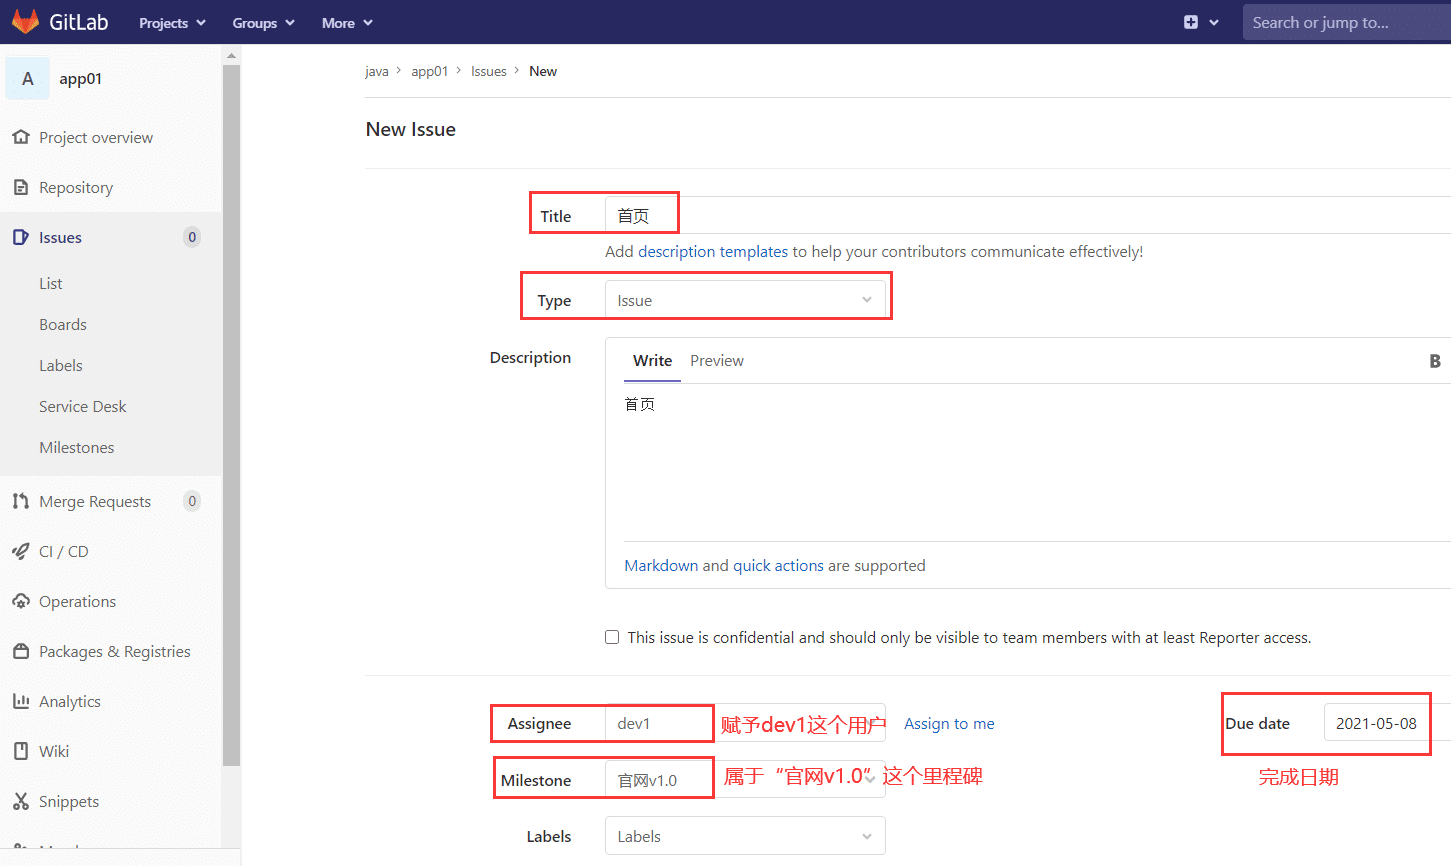 GitLab Projects Groups More Search or jump to...
A app01
java > app01 > Issues > New
New Issue
Project overview
Repository
Issues 0
List
Boards
Labels
Service Desk
Milestones
Merge Requests 0
CI / CD
Operations
Packages & Registries
Analytics
Wiki
Snippets
Title 首页
Add description templates to help your contributors communicate effectively!
Type Issue
Description Write Preview B
首页
Markdown and quick actions are supported
This issue is confidential and should only be visible to team members with at least Reporter access.
Assignee dev1 赋予dev1这个用户 Assign to me
Due date 2021-05-08
Milestone 官网v1.0 属于“官网v1.0”这个里程碑
完成日期
Labels Labels